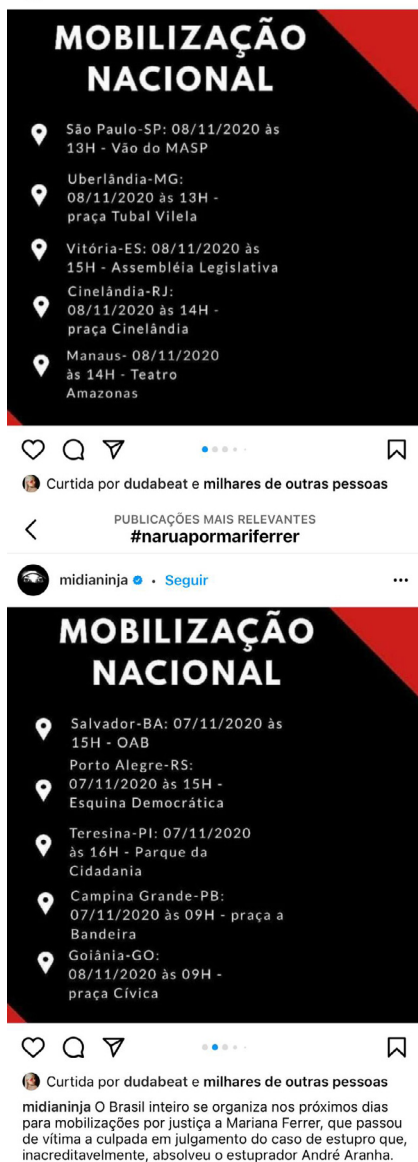 MOBILIZAÇÃO
NACIONAL
São Paulo-SP: 08/11/2020 às
13H - Vão do MASP
Uberlândia-MG:
08/11/2020 às 13H -
praça Tubal Vilela
Vitória-ES: 08/11/2020 às
15H - Assembléia Legislativa
Cinelândia-RJ:
08/11/2020 às 14H -
praça Cinelândia
Manaus- 08/11/2020
às 14H - Teatro
Amazonas
Curtida por dudabeat e milhares de outras pessoas
PUBLICAÇÕES MAIS RELEVANTES
#naruapormariferrer
midianinja • Seguir
MOBILIZAÇÃO
NACIONAL
Salvador-BA: 07/11/2020 às
15H - OAB
Porto Alegre-RS:
07/11/2020 às 15H -
Esquina Democrática
Teresina-PI: 07/11/2020
às 16H - Parque da
Cidadania
Campina Grande-PB:
07/11/2020 às 09H - praça a
Bandeira
Goiânia-GO:
08/11/2020 às 09H -
praça Cívica
Curtida por dudabeat e milhares de outras pessoas
midianinja O Brasil inteiro se organiza nos próximos dias
para mobilizações por justiça a Mariana Ferrer, que passou
de vítima a culpada em julgamento do caso de estupro que,
inacreditavelmente, absolveu o estuprador André Aranha.